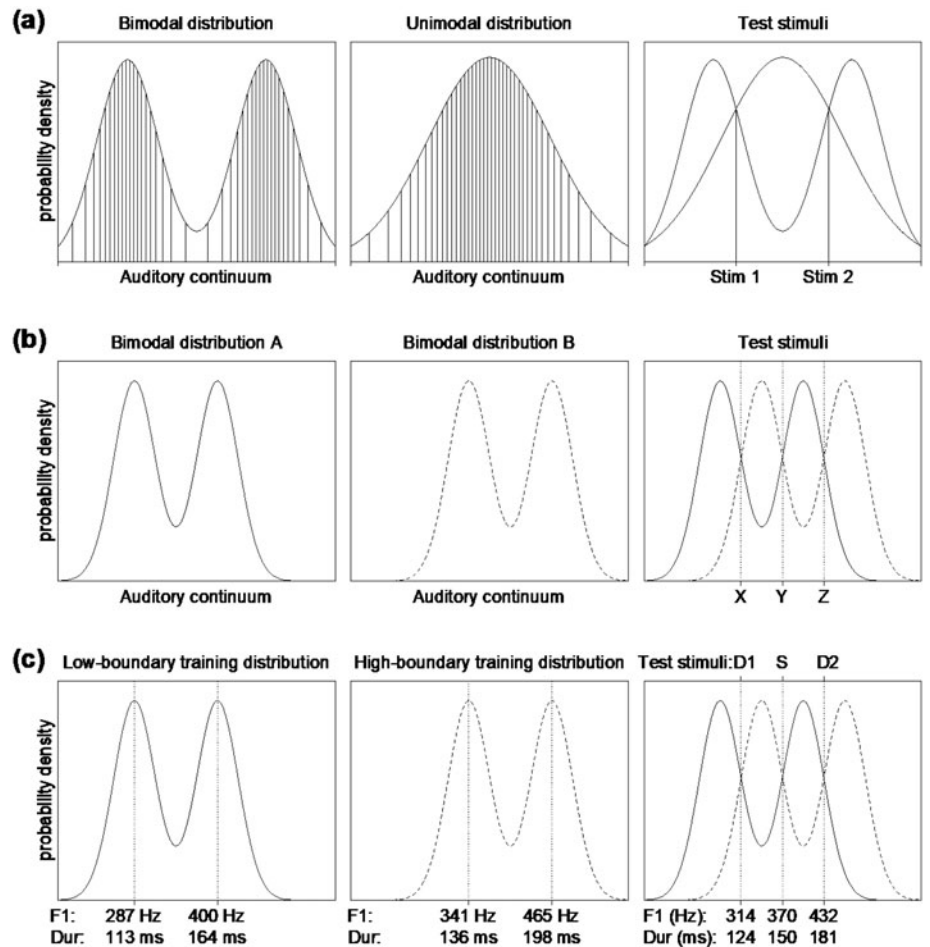 (a) Bimodal distribution Unimodal distribution Test stimuli
probability density
Auditory continuum Auditory continuum Stim 1 Stim 2
(b) Bimodal distribution A Bimodal distribution B Test stimuli
probability density
Auditory continuum Auditory continuum X Y Z
(c) Low-boundary training distribution High-boundary training distribution Test stimuli:D1 S D2
probability density
F1: 287 Hz 400 Hz F1: 341 Hz 465 Hz F1 (Hz): 314 370 432
Dur: 113 ms 164 ms Dur: 136 ms 198 ms Dur (ms): 124 150 181